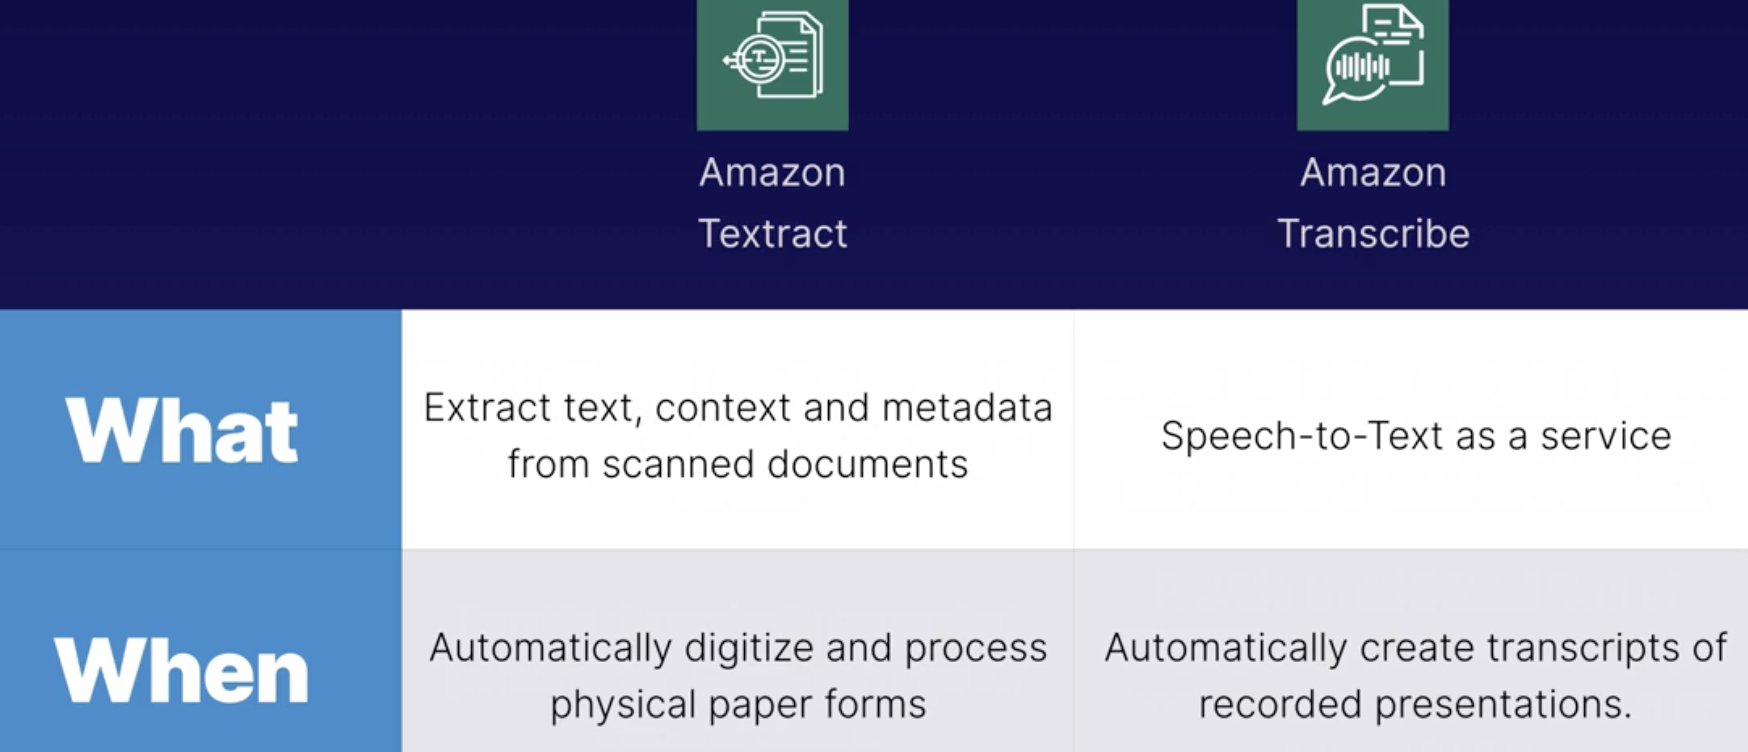 Amazon
Textract
Amazon
Transcribe
What
Extract text, context and metadata
from scanned documents
Speech-to-Text as a service
When
Automatically digitize and process
physical paper forms
Automatically create transcripts of
recorded presentations.